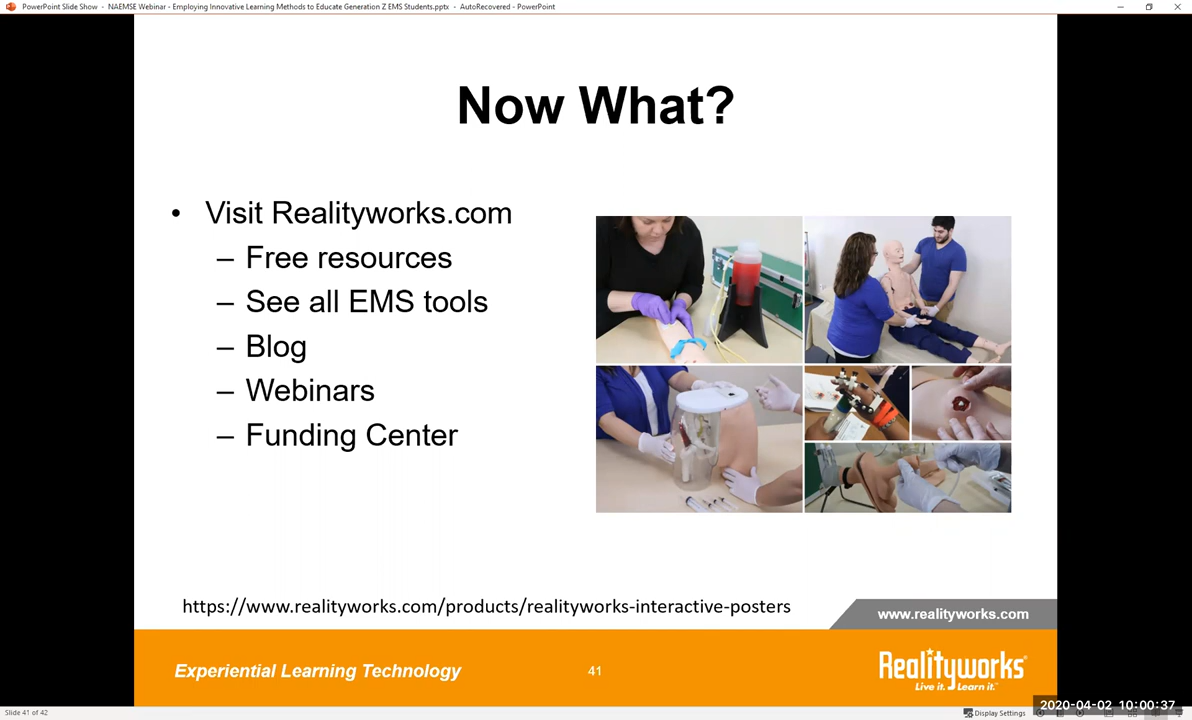 PowerPoint Slide Show - NAEMSE Webinar - Employing Innovative Learning Methods to Educate Generation Z EMS Students.pptx - AutoRecovered - PowerPoint
Now What?
• Visit Realityworks.com
– Free resources
– See all EMS tools
– Blog
– Webinars
– Funding Center
https://www.realityworks.com/products/realityworks-interactive-posters
www.realityworks.com
Experiential Learning Technology
41
Realityworks®
Live it. Learn it.™
2020-04-02 10:00:37
Slide 41 of 42
Display Settings